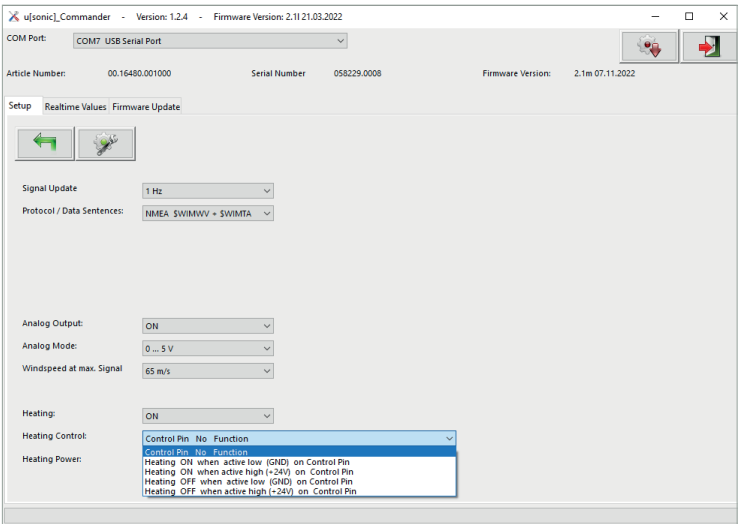 u[sonic]_Commander - Version: 1.2.4 - Firmware Version: 2.1l 21.03.2022
COM Port: COM7 USB Serial Port
Article Number: 00.16480.001000 Serial Number 058229.0008 Firmware Version: 2.1m 07.11.2022
Setup Realtime Values Firmware Update
Signal Update 1 Hz
Protocol / Data Sentences: NMEA $WIMWV + $WIMTA
Analog Output: ON
Analog Mode: 0 ... 5 V
Windspeed at max. Signal 65 m/s
Heating: ON
Heating Control: Control Pin No Function
Control Pin No Function
Heating ON when active low (GND) on Control Pin
Heating Power:
Heating ON when active high (+24V) on Control Pin
Heating OFF when active low (GND) on Control Pin
Heating OFF when active high (+24V) on Control Pin